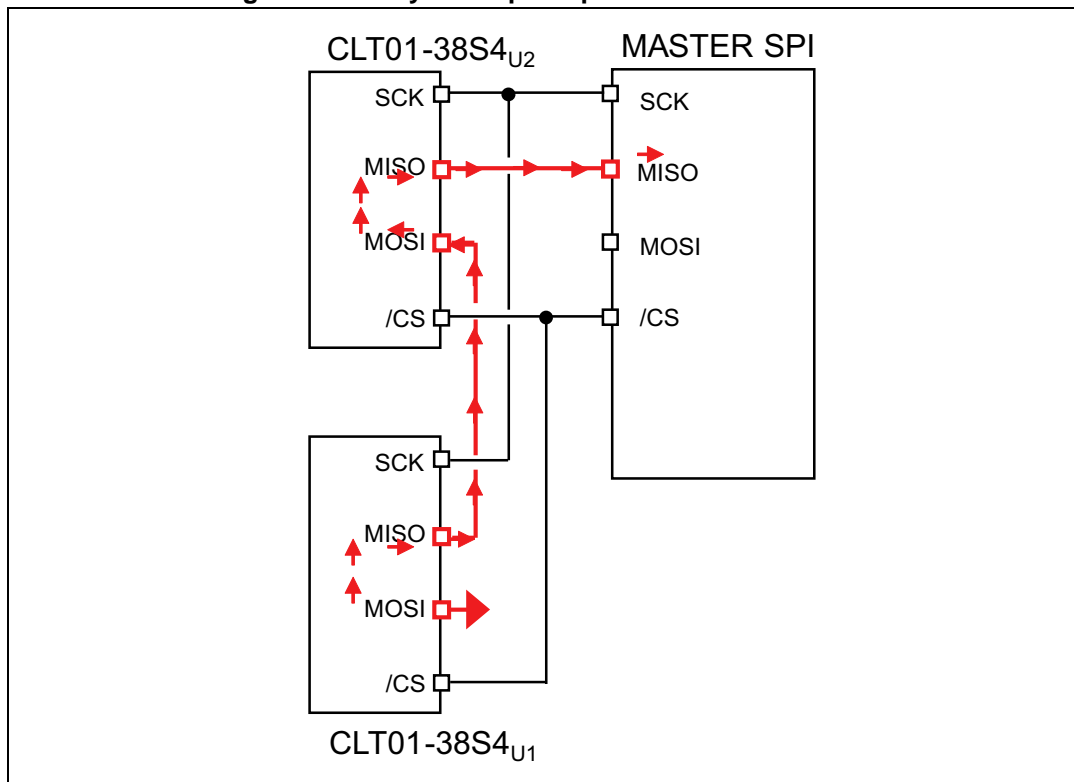 CLT01-38S4U2
MASTER SPI
SCK
MISO
MOSI
/CS
SCK
MISO
MOSI
/CS
SCK
MISO
MOSI
/CS
CLT01-38S4U1